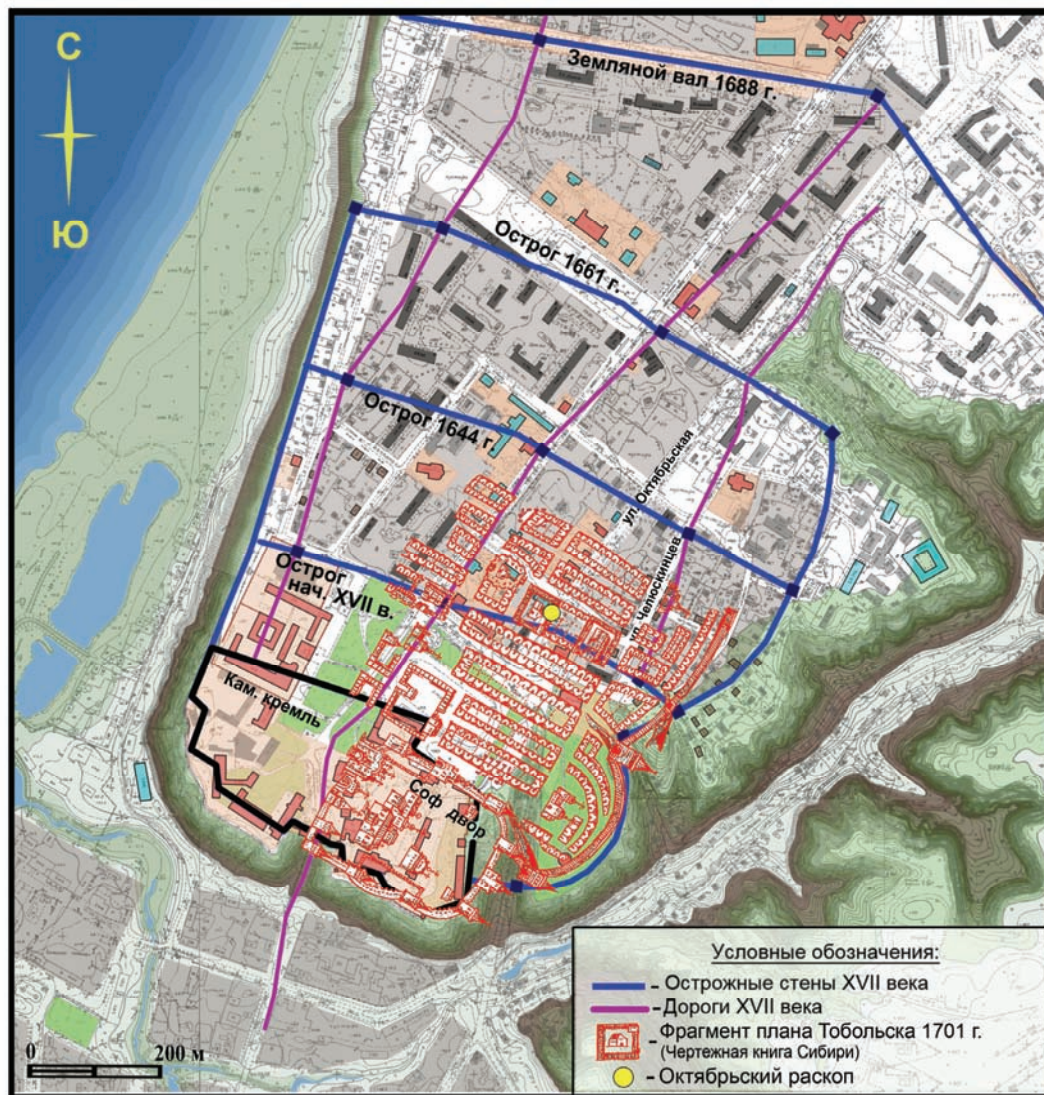 С
Ю
Земляной вал 1688 г.
Острог 1661 г.
Острог 1644 г.
ул. Октябрьская
ул. Челюскинцев
Острог
нач. XVII в.
Кам. кремль
Соф. двор
0 200 м
Условные обозначения:
- Острожные стены XVII века
- Дороги XVII века
- Фрагмент плана Тобольска 1701 г.
(Чертежная книга Сибири)
- Октябрьский раскоп